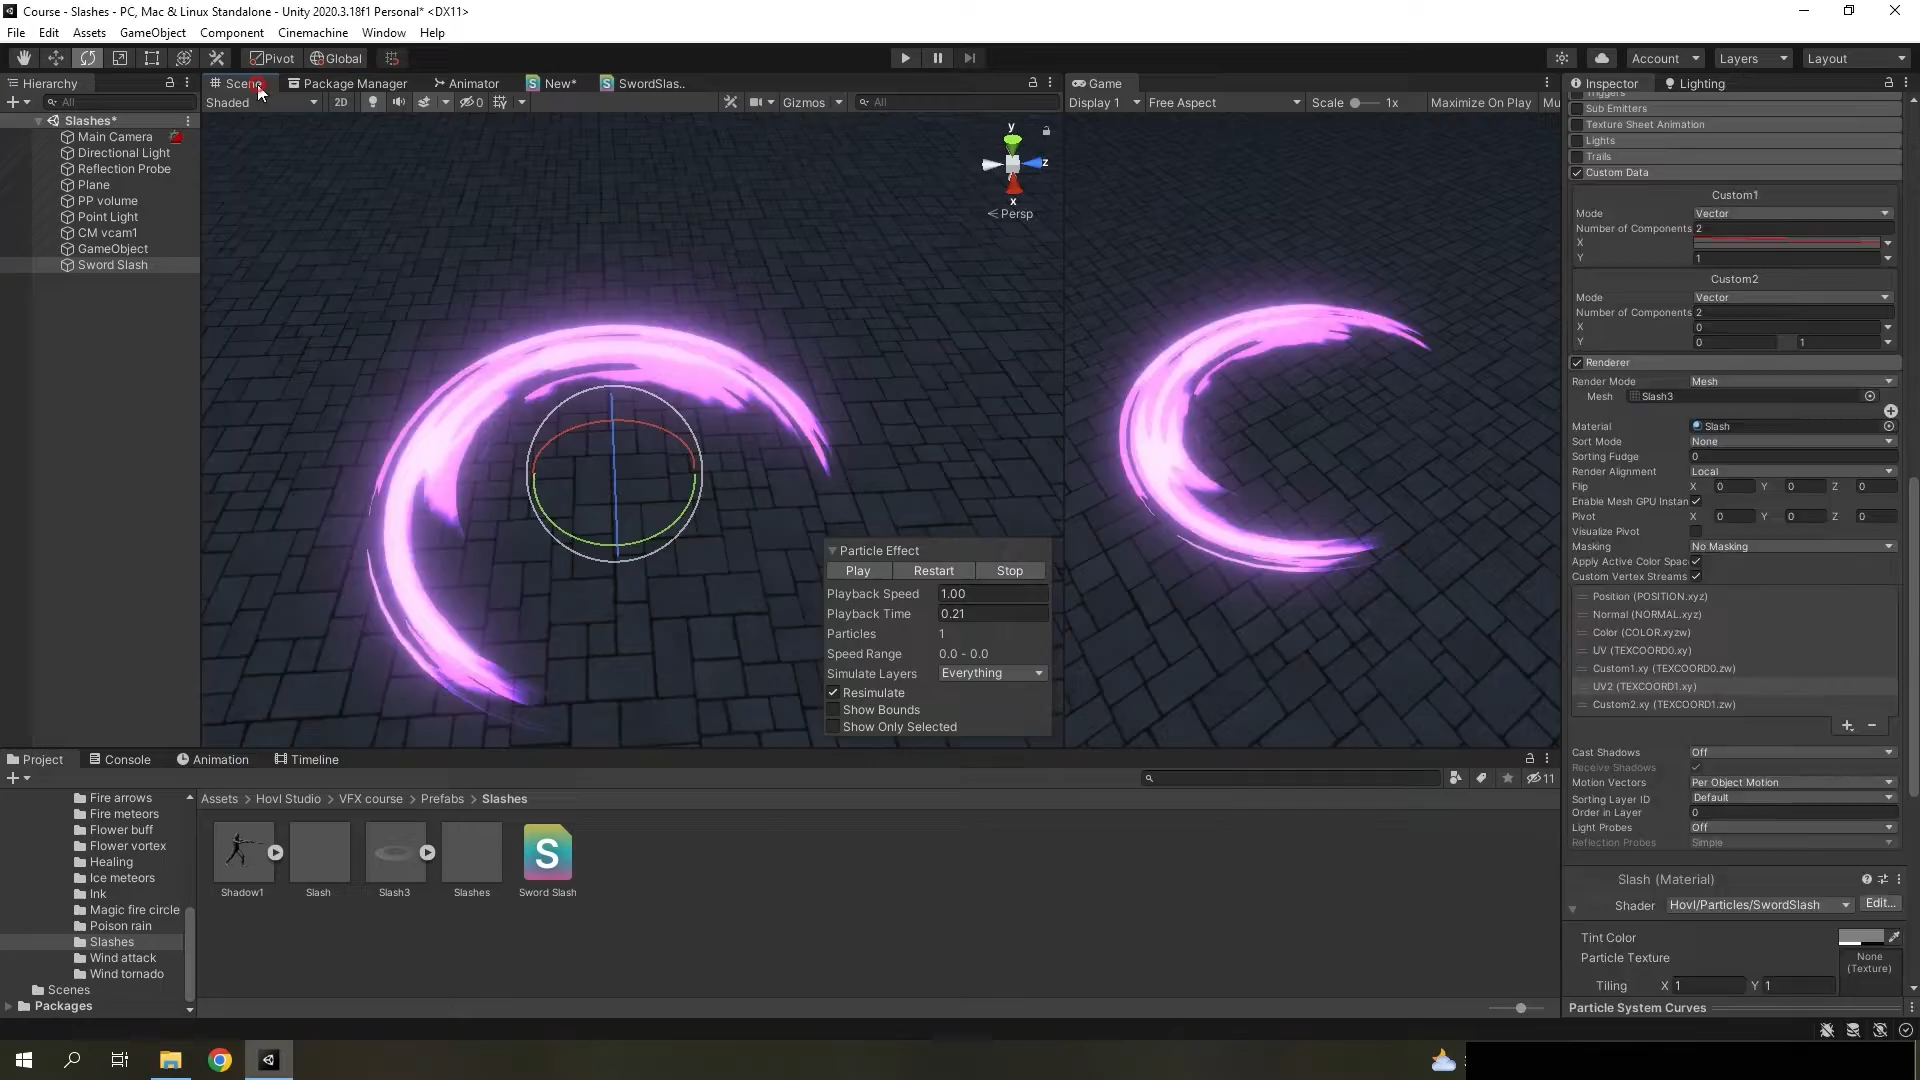 Course - Slashes - PC, Mac & Linux Standalone - Unity 2020.3.18f1 Personal* <DX11>
File Edit Assets GameObject Component Cinemachine Window Help
Pivot Global Account Layers Layout
Hierarchy
All
Slashes*
Main Camera
Directional Light
Reflection Probe
Plane
PP volume
Point Light
CM vcam1
GameObject
Sword Slash
Scene Package Manager Animator New* SwordSlas..
Shaded 2D 0 Gizmos All
y
z
x
Persp
Particle Effect
Play Restart Stop
Playback Speed 1.00
Playback Time 0.21
Particles 1
Speed Range 0.0 - 0.0
Simulate Layers Everything
Resimulate
Show Bounds
Show Only Selected
Game
Display 1 Free Aspect Scale 1x Maximize On Play Mu
Inspector Lighting
Triggers
Sub Emitters
Texture Sheet Animation
Lights
Trails
Custom Data
Custom1
Mode Vector
Number of Components 2
X
Y 1
Custom2
Mode Vector
Number of Components 2
X 0
Y 0 1
Renderer
Render Mode Mesh
Mesh Slash3
Material Slash
Sort Mode None
Sorting Fudge 0
Render Alignment Local
Flip X 0 Y 0 Z 0
Enable Mesh GPU Instan
Pivot X 0 Y 0 Z 0
Visualize Pivot
Masking No Masking
Apply Active Color Spac
Custom Vertex Streams
Position (POSITION.xyz)
Normal (NORMAL.xyz)
Color (COLOR.xyzw)
UV (TEXCOORD0.xy)
Custom1.xy (TEXCOORD0.zw)
UV2 (TEXCOORD1.xy)
Custom2.xy (TEXCOORD1.zw)
Cast Shadows Off
Receive Shadows
Motion Vectors Per Object Motion
Sorting Layer ID Default
Order in Layer 0
Light Probes Off
Reflection Probes Simple
Slash (Material)
Shader Hovl/Particles/SwordSlash Edit...
Tint Color
Particle Texture None
(Texture)
Tiling X 1 Y 1
Particle System Curves
Project Console Animation Timeline
11
Fire arrows
Fire meteors
Flower buff
Flower vortex
Healing
Ice meteors
Ink
Magic fire circle
Poison rain
Slashes
Wind attack
Wind tornado
Scenes
Packages
Assets > Hovl Studio > VFX course > Prefabs > Slashes
S
Shadow1 Slash Slash3 Slashes Sword Slash